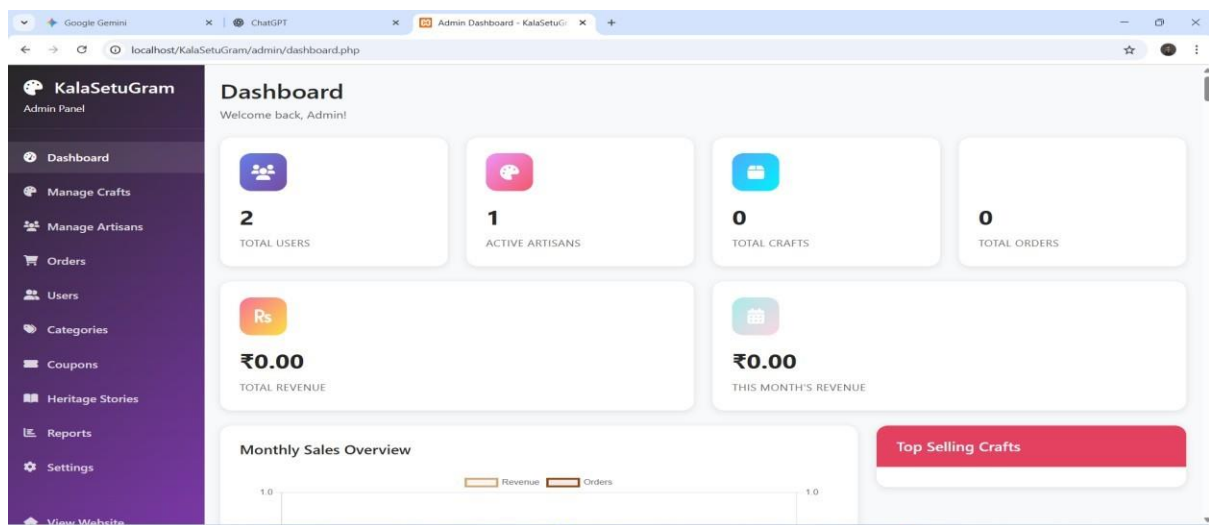 Google Gemini
ChatGPT
Admin Dashboard - KalaSetuGr
localhost/KalaSetuGram/admin/dashboard.php
KalaSetuGram
Admin Panel
Dashboard
Manage Crafts
Manage Artisans
Orders
Users
Categories
Coupons
Heritage Stories
Reports
Settings
View Website
Dashboard
Welcome back, Admin!
2
TOTAL USERS
1
ACTIVE ARTISANS
0
TOTAL CRAFTS
0
TOTAL ORDERS
Rs
₹0.00
TOTAL REVENUE
₹0.00
THIS MONTH'S REVENUE
Monthly Sales Overview
Revenue Orders
1.0 1.0
Top Selling Crafts